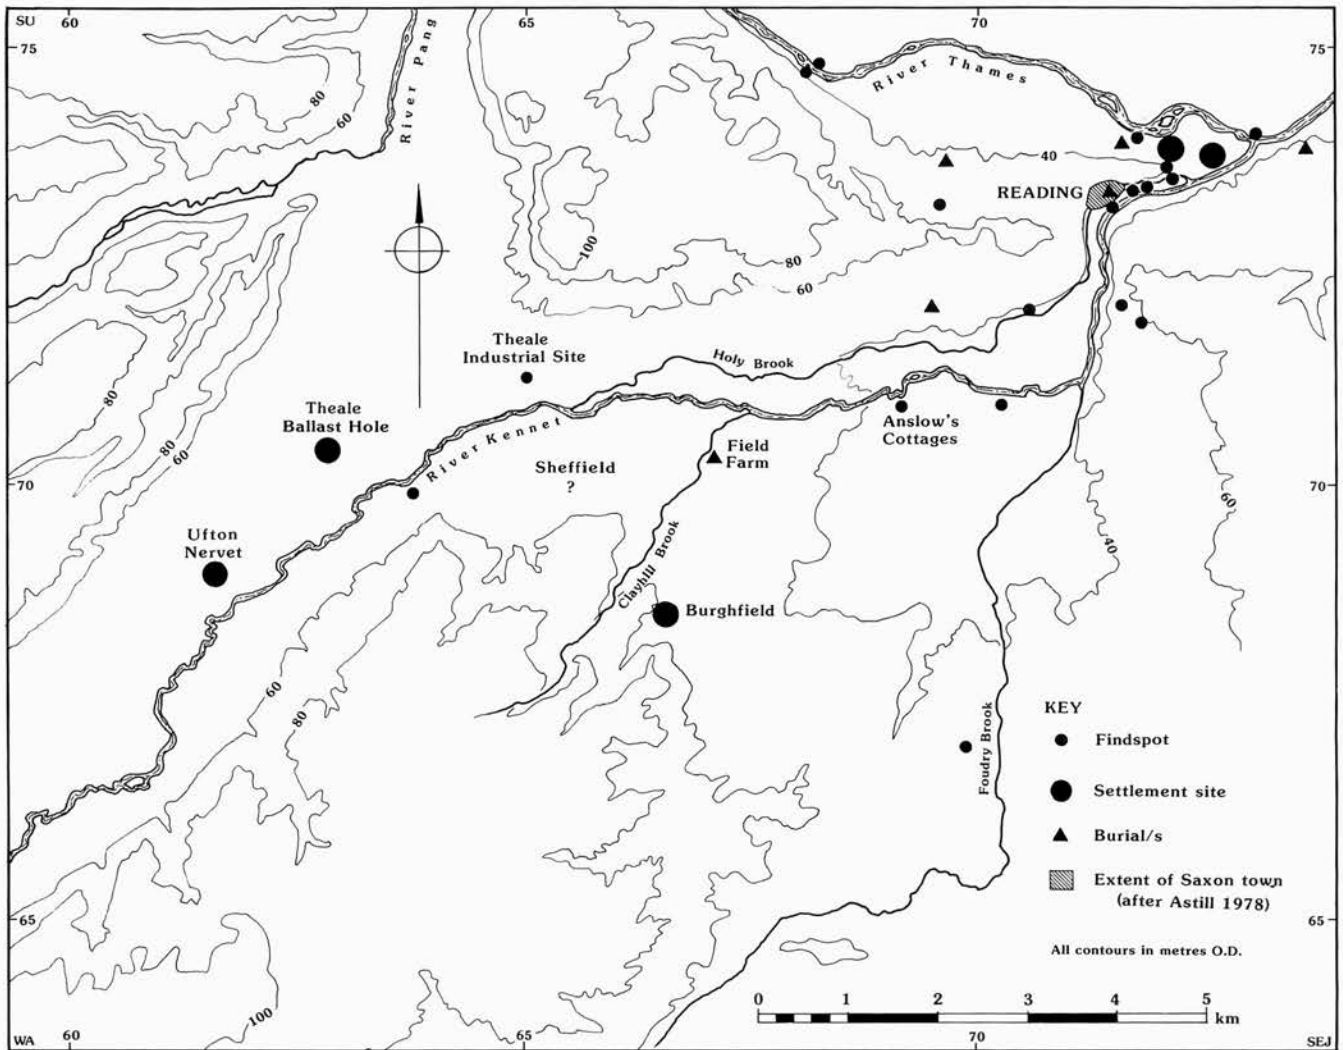 SU
60
65
70
75
75
River Pang
River Thames
80
60
40
READING
100
80
60
Theale
Industrial Site
Holy Brook
80
Theale
Ballast Hole
80
60
River Kennet
Anslow's
Cottages
Field
Farm
Sheffield
?
70
70
60
Ufton
Nervet
40
Clayhill Brook
Burghfield
60
80
Foudry Brook
KEY
Findspot
Settlement site
Burial/s
Extent of Saxon town
(after Astill 1978)
65
65
All contours in metres O.D.
100
0 1 2 3 4 5
km
WA
60
65
70
SEJ